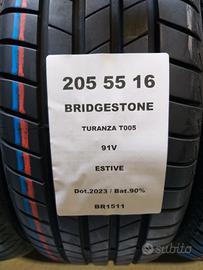 205 55 16
BRIDGESTONE
TURANZA T005
91V
ESTIVE
Dot.2023 / Bat.90%
BR1511
subito